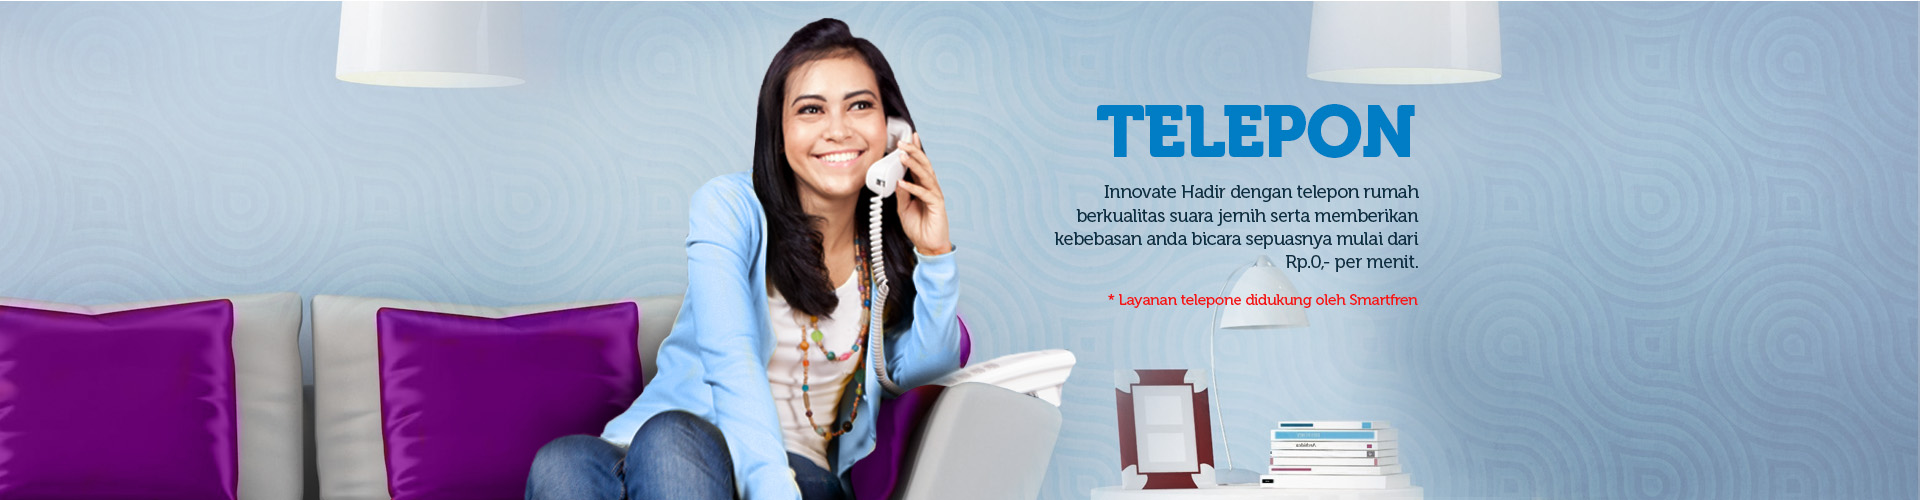 TELEPON
Innovate Hadir dengan telepon rumah
berkualitas suara jernih serta memberikan
kebebasan anda bicara sepuasnya mulai dari
Rp.0,- per menit.
* Layanan telepone didukung oleh Smartfren